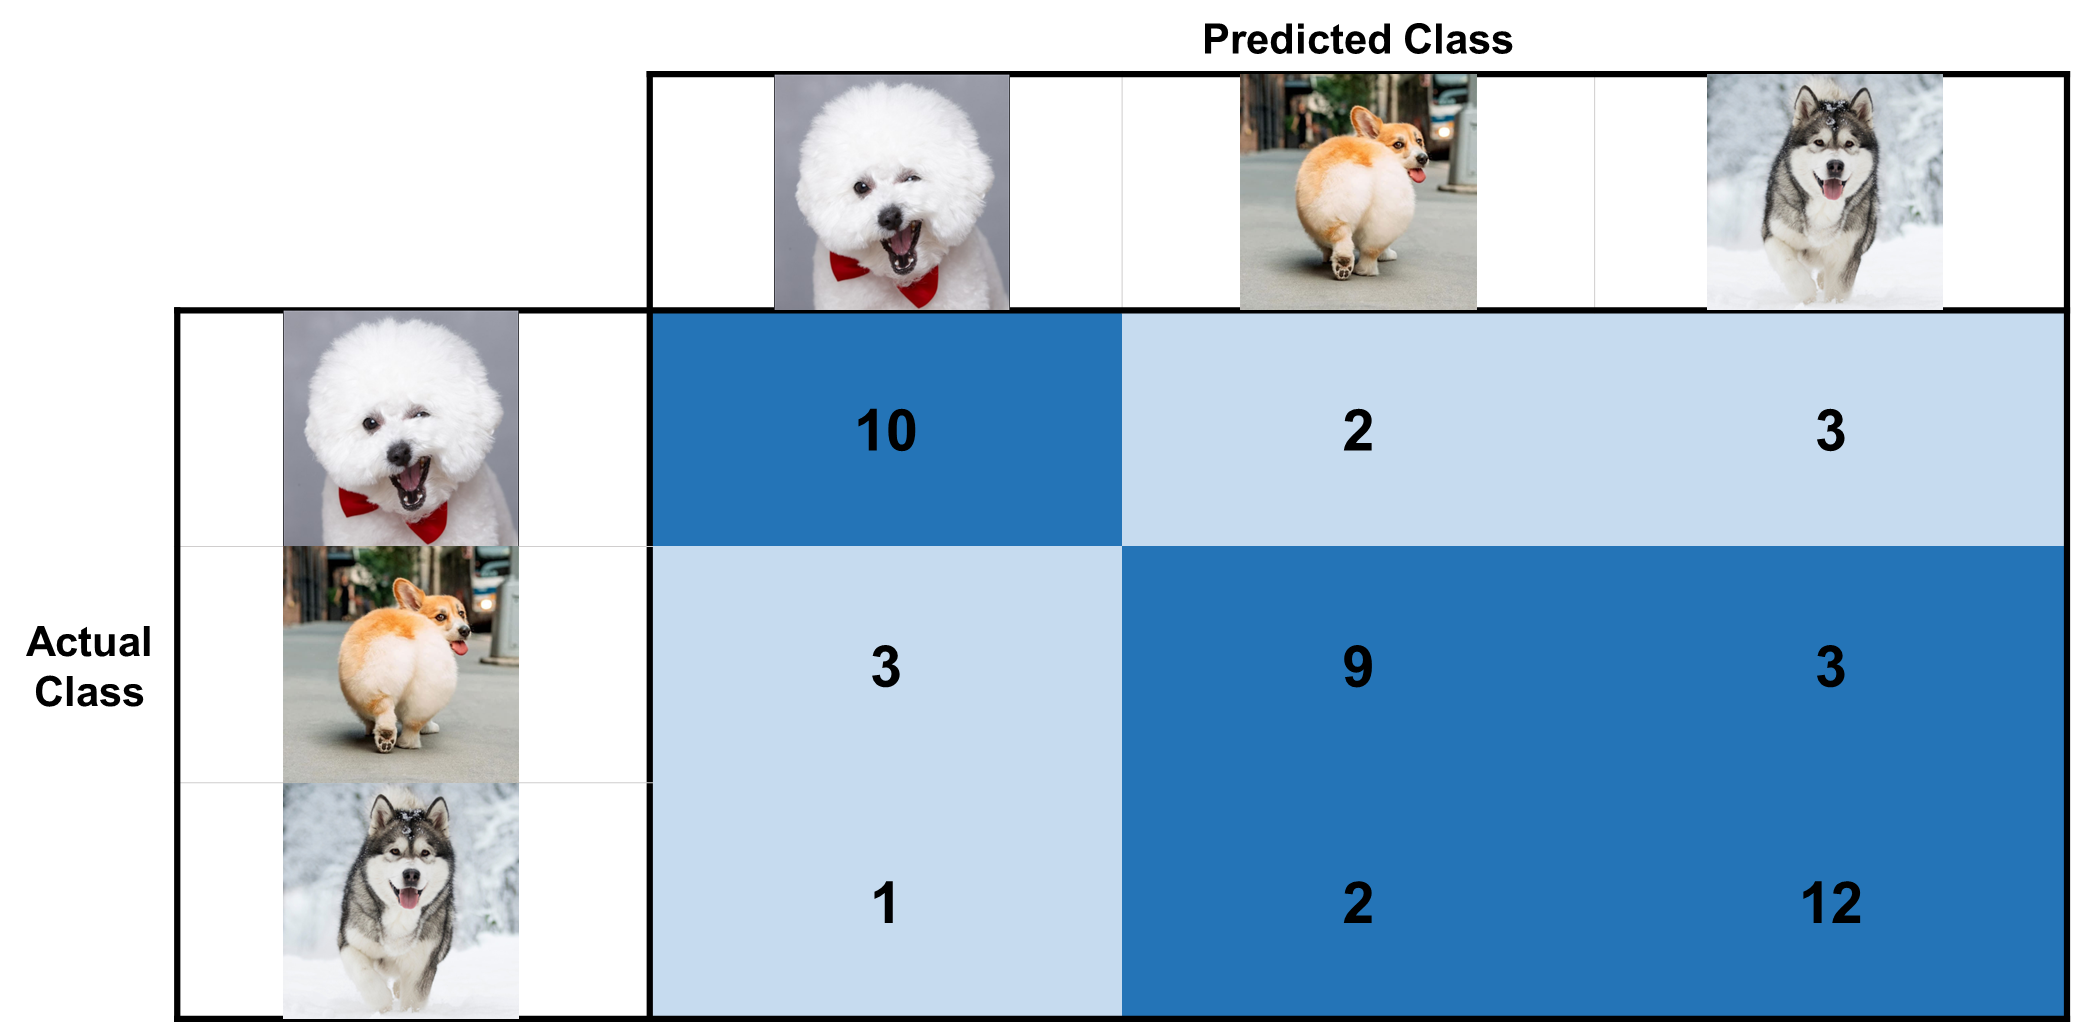 Predicted Class
10 2 3
Actual
Class
3 9 3
1 2 12